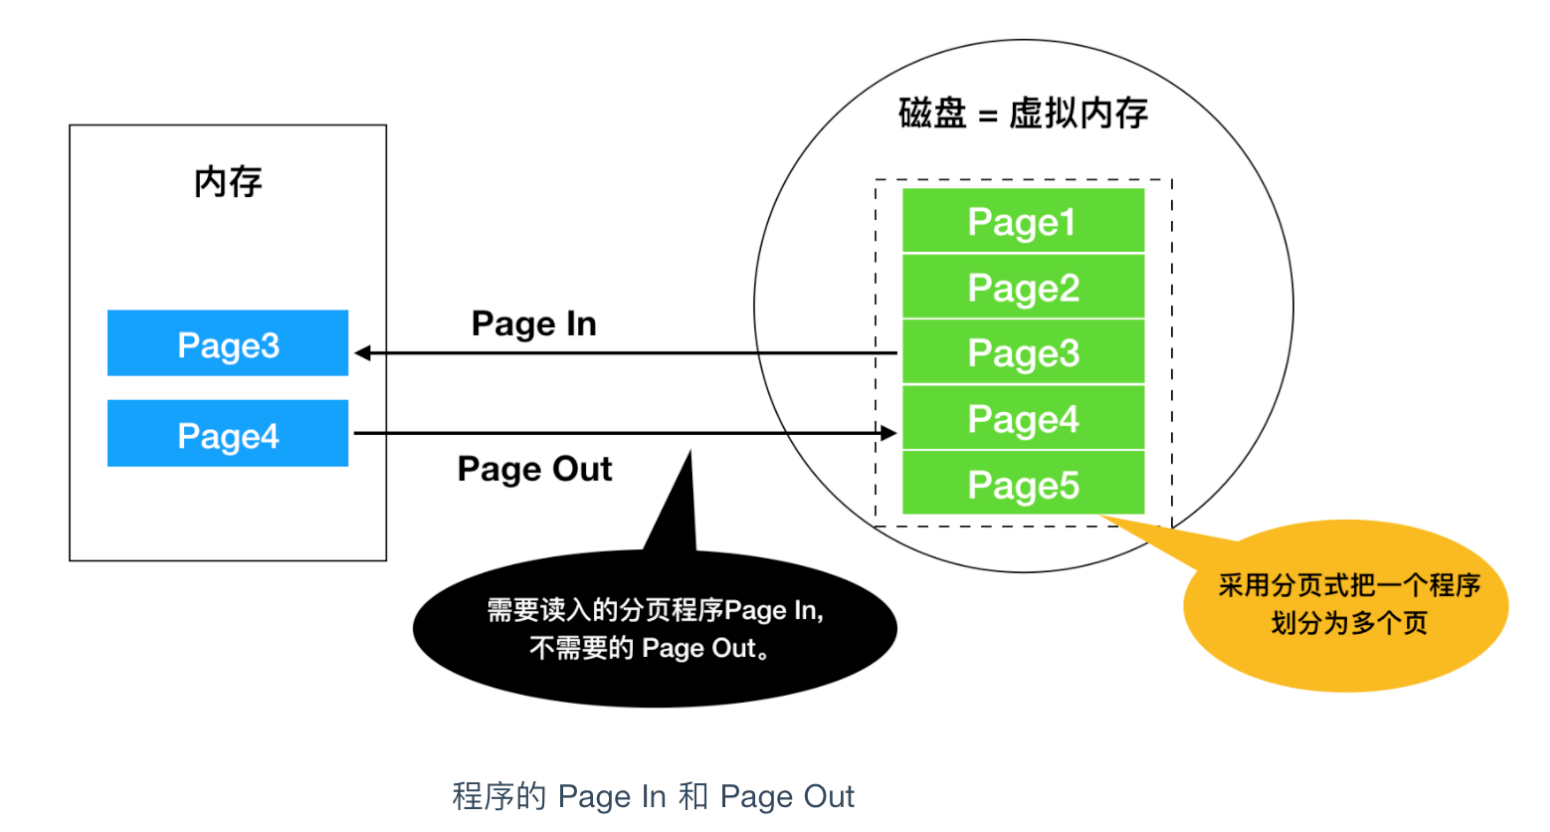 磁盘 = 虚拟内存
内存
Page1
Page2
Page3
Page4
Page5
Page In
Page3
Page4
Page Out
需要读入的分页程序Page In,
不需要的 Page Out。
采用分页式把一个程序
划分为多个页
程序的 Page In 和 Page Out